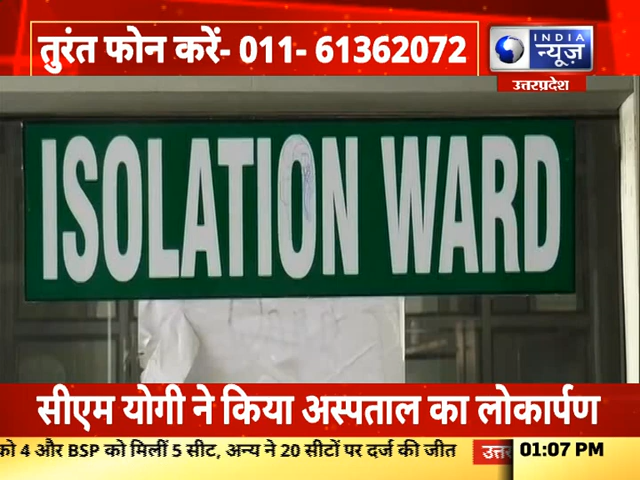 तुरंत फोन करें- 011- 61362072
INDIA
न्यूज़
उत्तरप्रदेश
ISOLATION WARD
सीएम योगी ने किया अस्पताल का लोकार्पण
को 4 और BSP को मिलीं 5 सीट, अन्य ने 20 सीटों पर दर्ज की जीत
01:07 PM